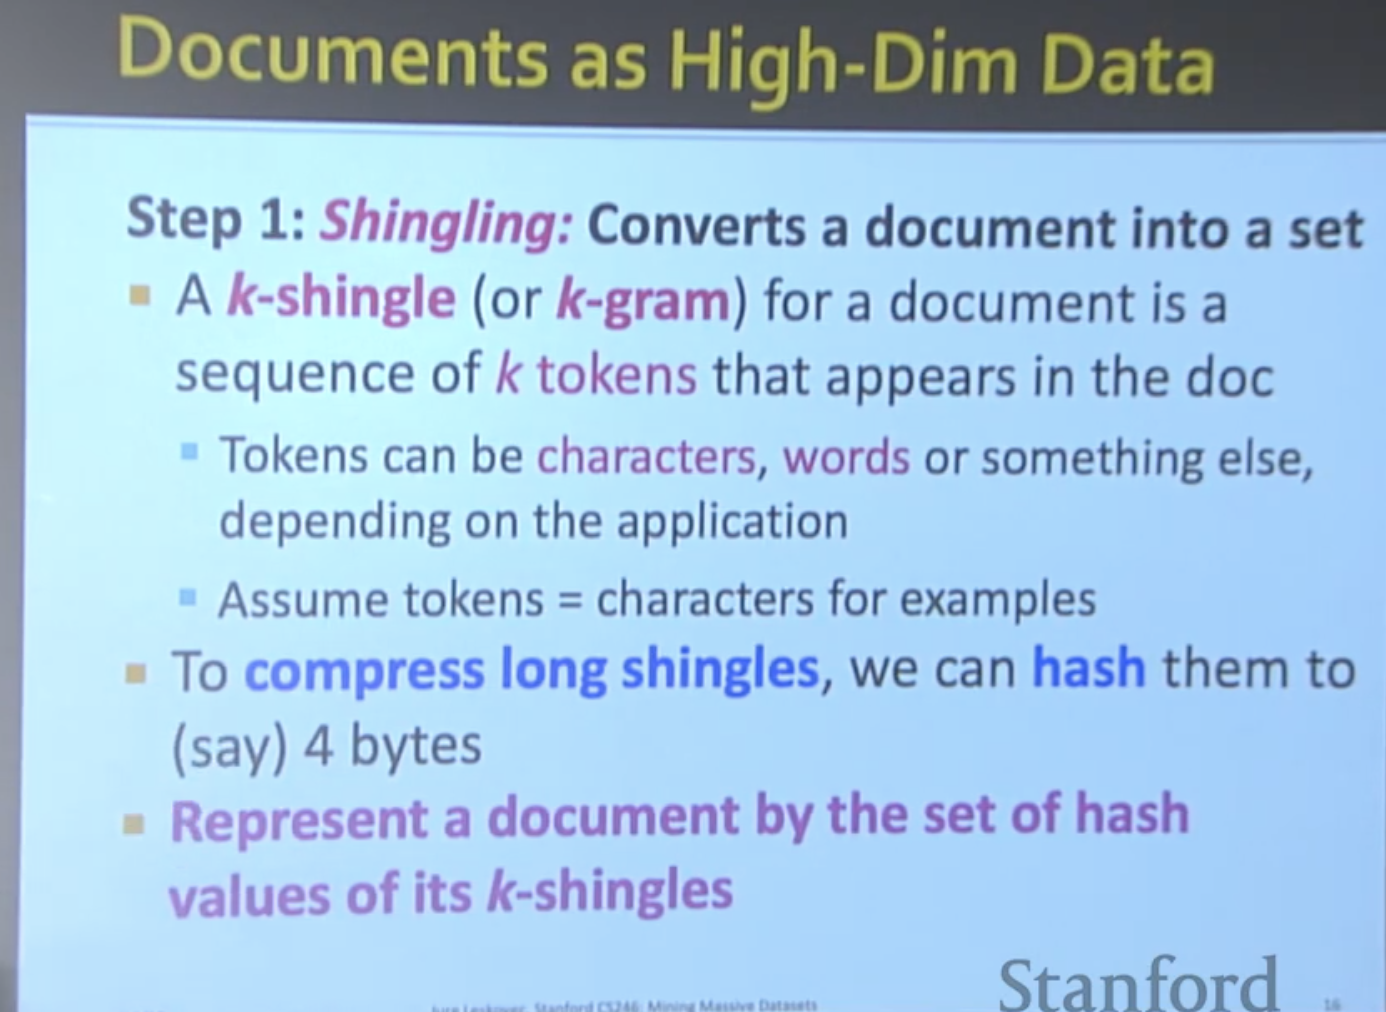 Documents as High-Dim Data
Step 1: Shingling: Converts a document into a set
A k-shingle (or k-gram) for a document is a
sequence of k tokens that appears in the doc
Tokens can be characters, words or something else,
depending on the application
Assume tokens = characters for examples
To compress long shingles, we can hash them to
(say) 4 bytes
Represent a document by the set of hash
values of its k-shingles
Jure Leskovec, Stanford CS246: Mining Massive Datasets
Stanford
16